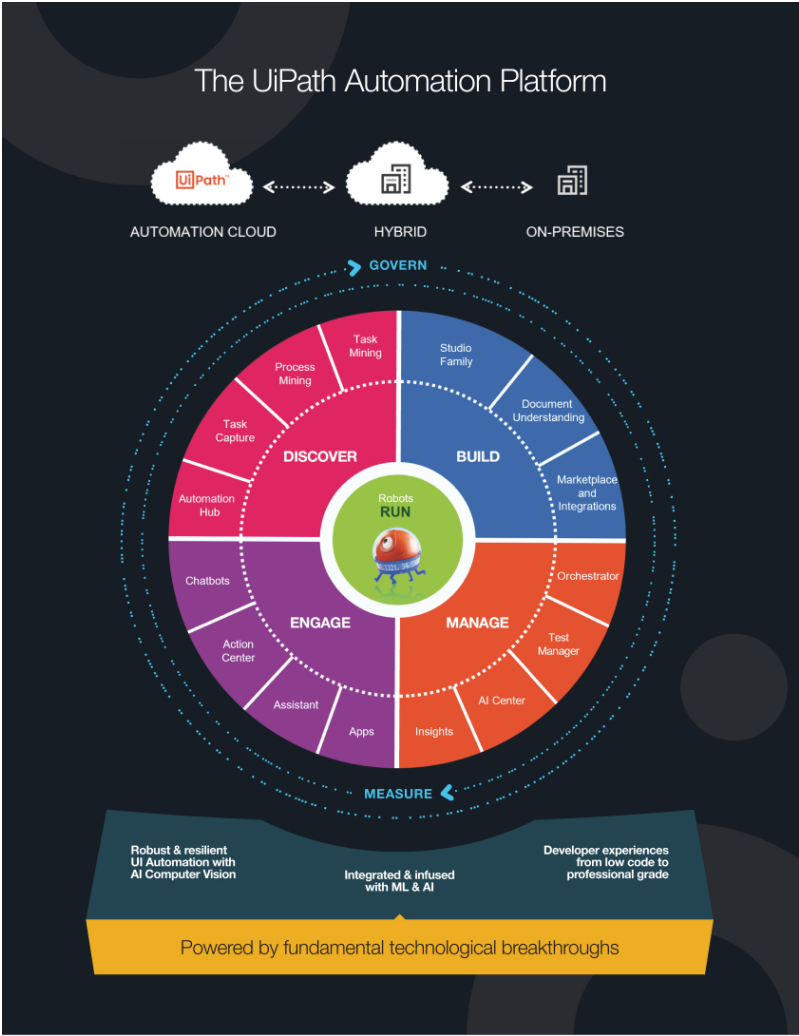 The UiPath Automation Platform
UiPath™
AUTOMATION CLOUD
HYBRID
ON-PREMISES
GOVERN
Task
Mining
Process
Mining
Task
Capture
Automation
Hub
DISCOVER
Studio
Family
Document
Understanding
Marketplace
and
Integrations
BUILD
Robots
RUN
Chatbots
Action
Center
Assistant
Apps
ENGAGE
MANAGE
Orchestrator
Test
Manager
AI Center
Insights
MEASURE
Robust & resilient
UI Automation with
AI Computer Vision
Integrated & infused
with ML & AI
Developer experiences
from low code to
professional grade
Powered by fundamental technological breakthroughs